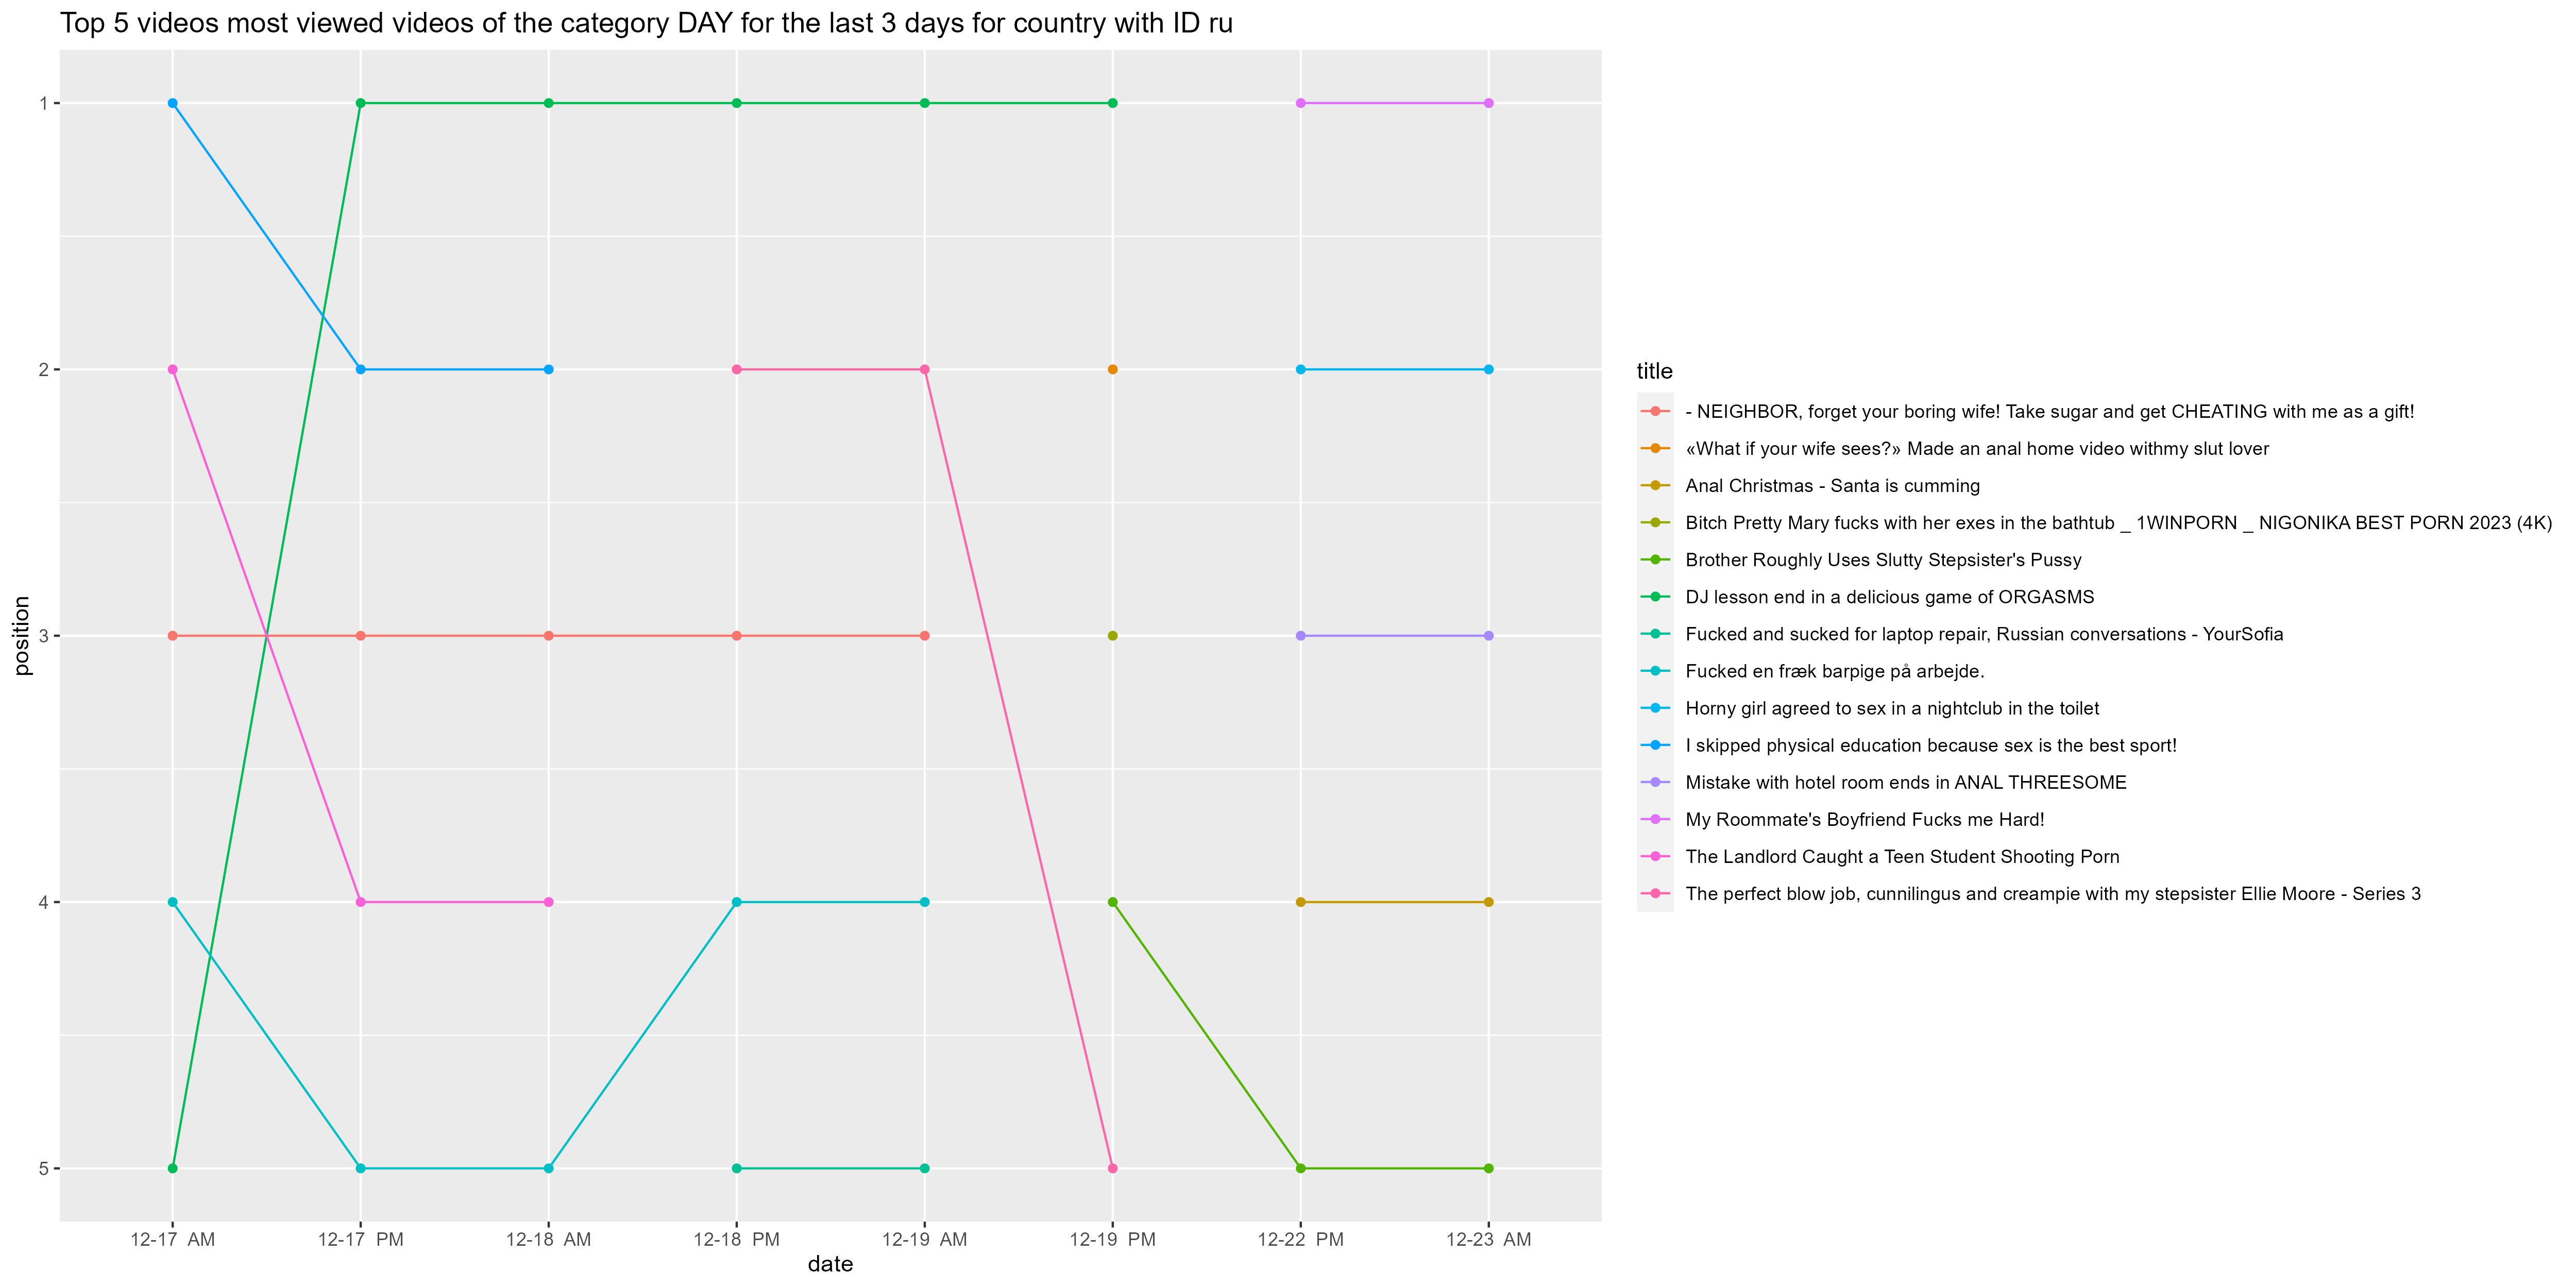 Top 5 videos most viewed videos of the category DAY for the last 3 days for country with ID ru
position
1
2
3
4
5
12-17 AM
12-17 PM
12-18 AM
12-18 PM
12-19 AM
12-19 PM
12-22 PM
12-23 AM
date
title
- NEIGHBOR, forget your boring wife! Take sugar and get CHEATING with me as a gift!
«What if your wife sees?» Made an anal home video withmy slut lover
Anal Christmas - Santa is cumming
Bitch Pretty Mary fucks with her exes in the bathtub _ 1WINPORN _ NIGONIKA BEST PORN 2023 (4K)
Brother Roughly Uses Slutty Stepsister's Pussy
DJ lesson end in a delicious game of ORGASMS
Fucked and sucked for laptop repair, Russian conversations - YourSofia
Fucked en fræk barpige på arbejde.
Horny girl agreed to sex in a nightclub in the toilet
I skipped physical education because sex is the best sport!
Mistake with hotel room ends in ANAL THREESOME
My Roommate's Boyfriend Fucks me Hard!
The Landlord Caught a Teen Student Shooting Porn
The perfect blow job, cunnilingus and creampie with my stepsister Ellie Moore - Series 3